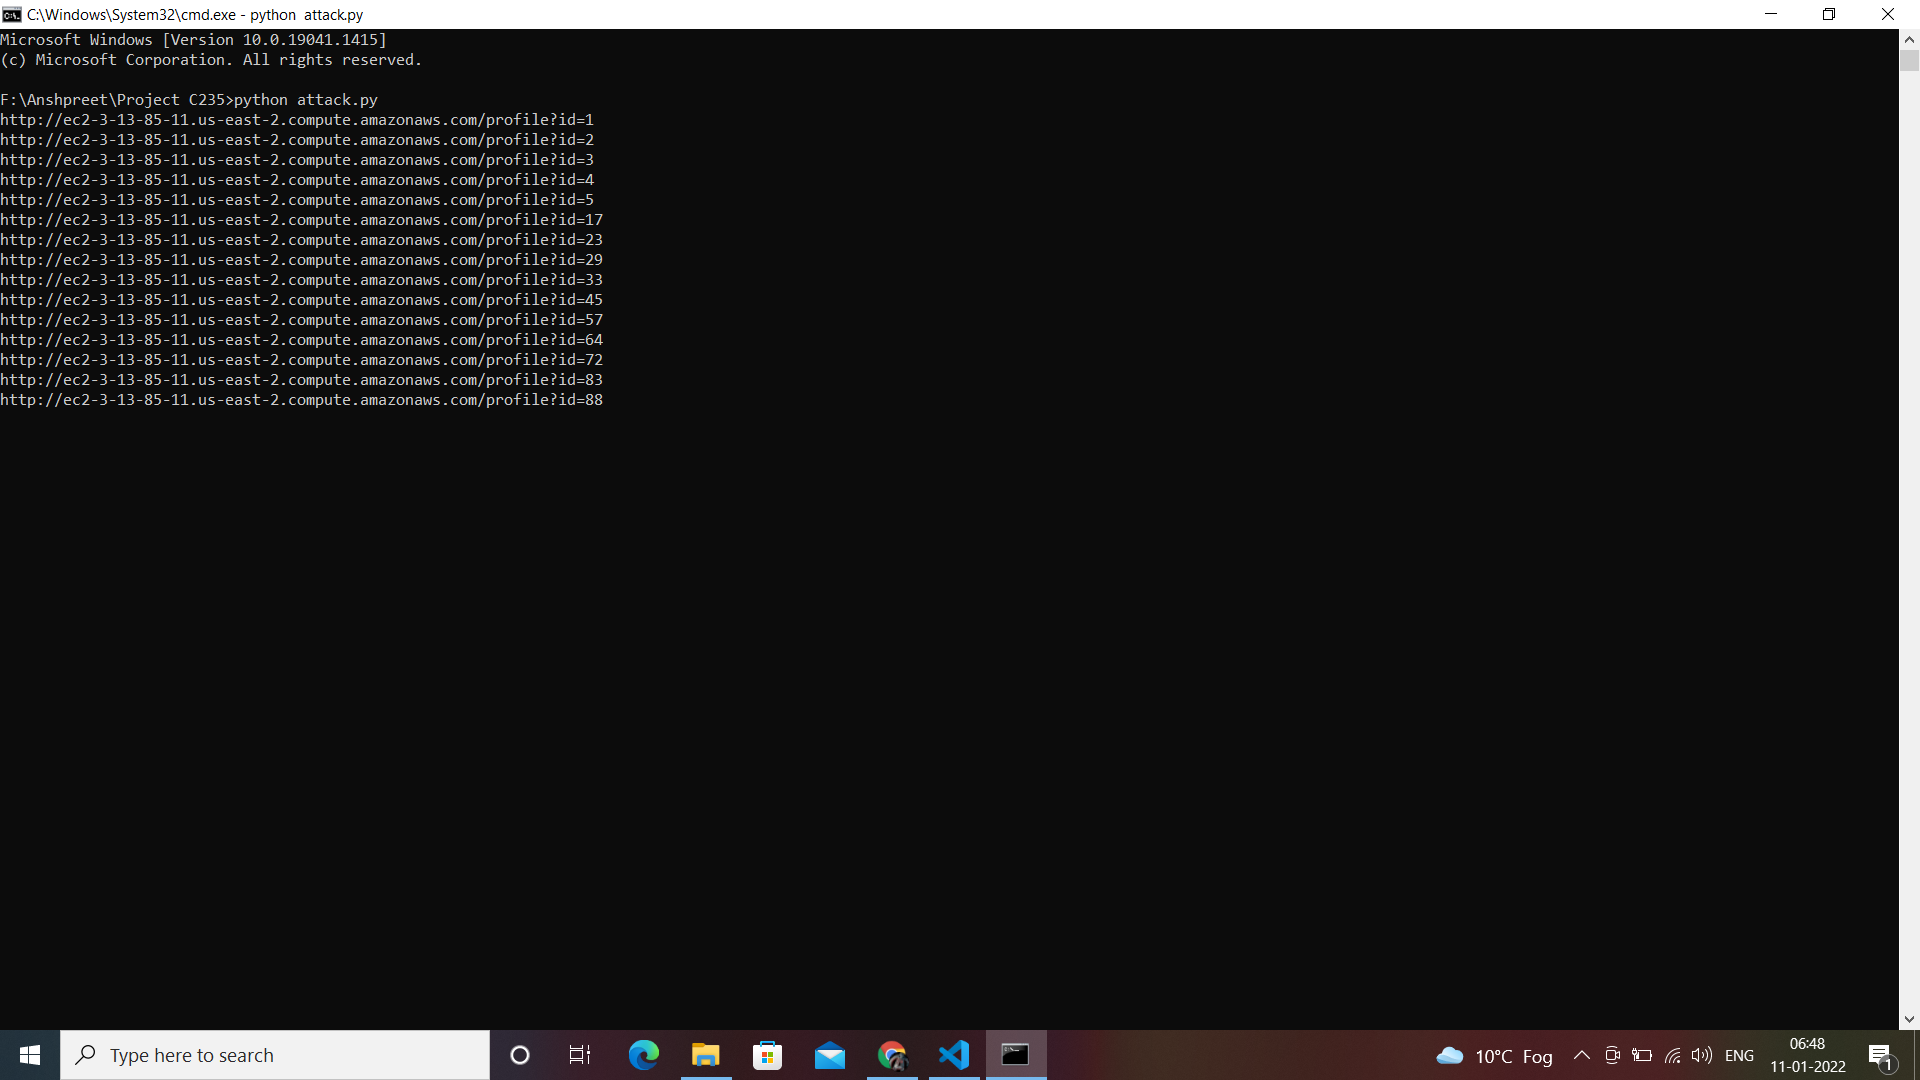 C:\Windows\System32\cmd.exe - python  attack.py
Microsoft Windows [Version 10.0.19041.1415]
(c) Microsoft Corporation. All rights reserved.
F:\Anshpreet\Project C235>python attack.py
http://ec2-3-13-85-11.us-east-2.compute.amazonaws.com/profile?id=1
http://ec2-3-13-85-11.us-east-2.compute.amazonaws.com/profile?id=2
http://ec2-3-13-85-11.us-east-2.compute.amazonaws.com/profile?id=3
http://ec2-3-13-85-11.us-east-2.compute.amazonaws.com/profile?id=4
http://ec2-3-13-85-11.us-east-2.compute.amazonaws.com/profile?id=5
http://ec2-3-13-85-11.us-east-2.compute.amazonaws.com/profile?id=17
http://ec2-3-13-85-11.us-east-2.compute.amazonaws.com/profile?id=23
http://ec2-3-13-85-11.us-east-2.compute.amazonaws.com/profile?id=29
http://ec2-3-13-85-11.us-east-2.compute.amazonaws.com/profile?id=33
http://ec2-3-13-85-11.us-east-2.compute.amazonaws.com/profile?id=45
http://ec2-3-13-85-11.us-east-2.compute.amazonaws.com/profile?id=57
http://ec2-3-13-85-11.us-east-2.compute.amazonaws.com/profile?id=64
http://ec2-3-13-85-11.us-east-2.compute.amazonaws.com/profile?id=72
http://ec2-3-13-85-11.us-east-2.compute.amazonaws.com/profile?id=83
http://ec2-3-13-85-11.us-east-2.compute.amazonaws.com/profile?id=88
Type here to search
10°C Fog
ENG
06:48
11-01-2022
1